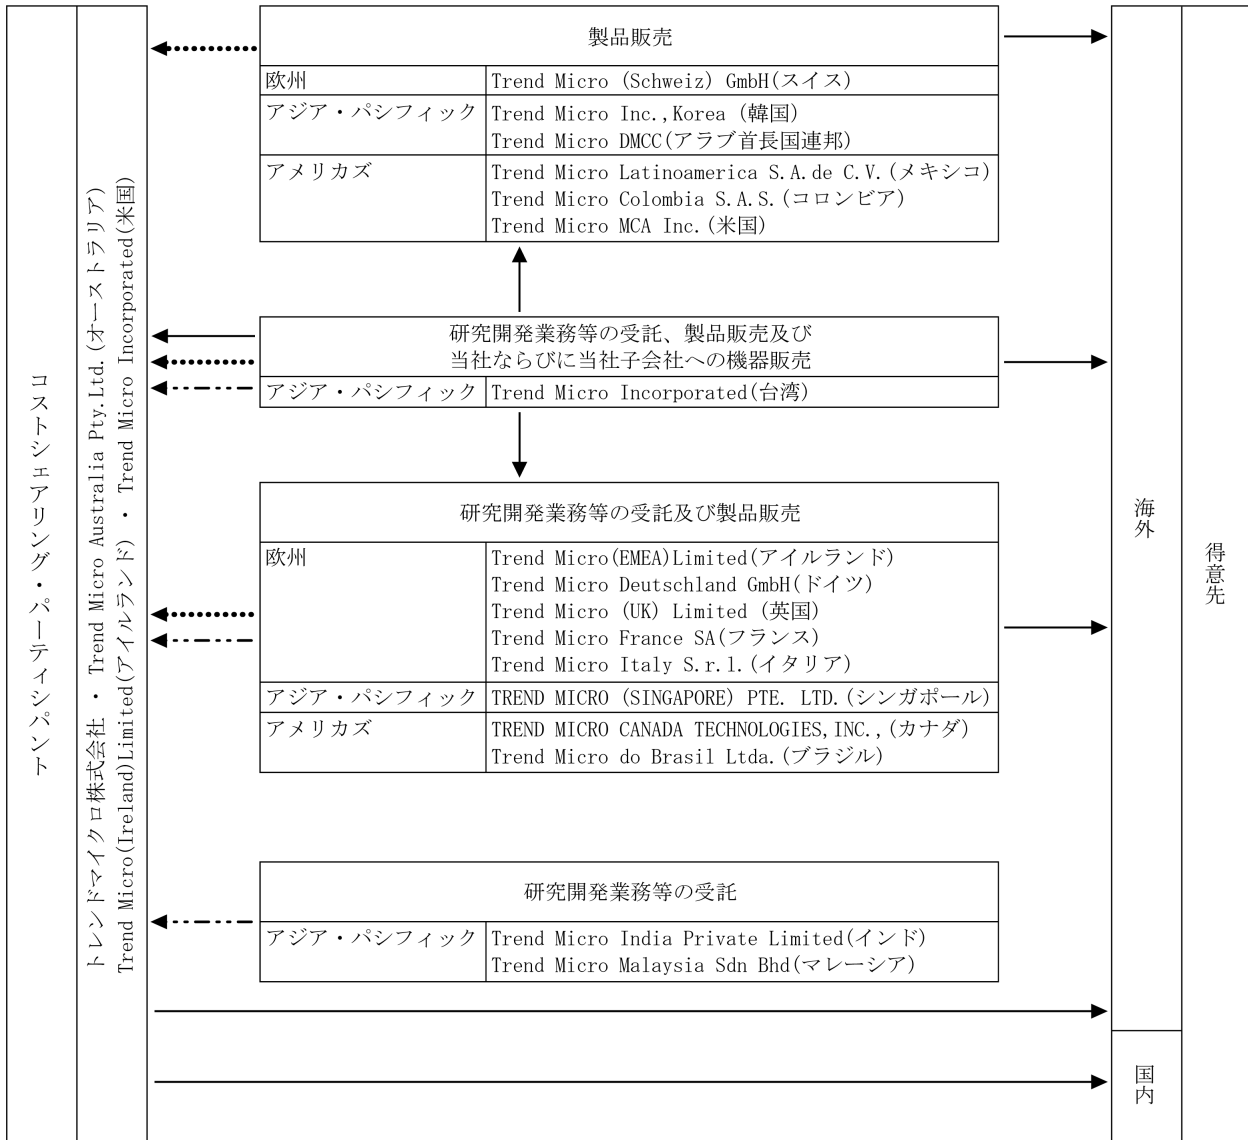 コストシェアリング・パーティシパント
トレンドマイクロ株式会社 ・ Trend Micro Australia Pty.Ltd.(オーストラリア)
Trend Micro(Ireland)Limited(アイルランド) ・ Trend Micro Incorporated(米国)
製品販売
欧州 Trend Micro (Schweiz) GmbH(スイス)
アジア・パシフィック Trend Micro Inc.,Korea (韓国)
Trend Micro DMCC(アラブ首長国連邦)
アメリカズ Trend Micro Latinoamerica S.A.de C.V.(メキシコ)
Trend Micro Colombia S.A.S.(コロンビア)
Trend Micro MCA Inc.(米国)
研究開発業務等の受託、製品販売及び
当社ならびに当社子会社への機器販売
アジア・パシフィック Trend Micro Incorporated(台湾)
研究開発業務等の受託及び製品販売
欧州 Trend Micro(EMEA)Limited(アイルランド)
Trend Micro Deutschland GmbH(ドイツ)
Trend Micro (UK) Limited (英国)
Trend Micro France SA(フランス)
Trend Micro Italy S.r.l.(イタリア)
アジア・パシフィック TREND MICRO (SINGAPORE) PTE. LTD.(シンガポール)
アメリカズ TREND MICRO CANADA TECHNOLOGIES,INC.,(カナダ)
Trend Micro do Brasil Ltda.(ブラジル)
研究開発業務等の受託
アジア・パシフィック Trend Micro India Private Limited(インド)
Trend Micro Malaysia Sdn Bhd(マレーシア)
海外
国内
得意先